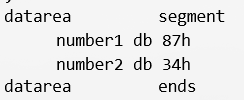 datarea segment
number1 db 87h
number2 db 34h
datarea ends